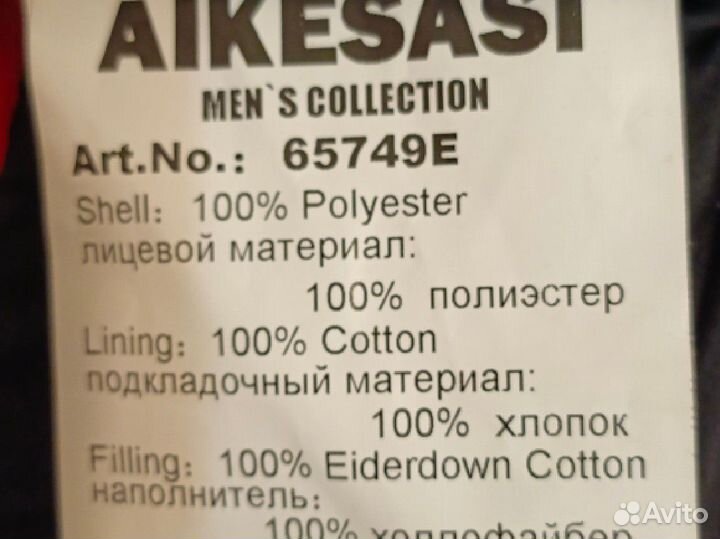 AIKESASI
MEN`S COLLECTION
Art.No.: 65749E
Shell: 100% Polyester
лицевой материал:
100% полиэстер
Lining: 100% Cotton
подкладочный материал:
100% хлопок
Filling: 100% Eiderdown Cotton
наполнитель:
100% холлофайбер
Avito